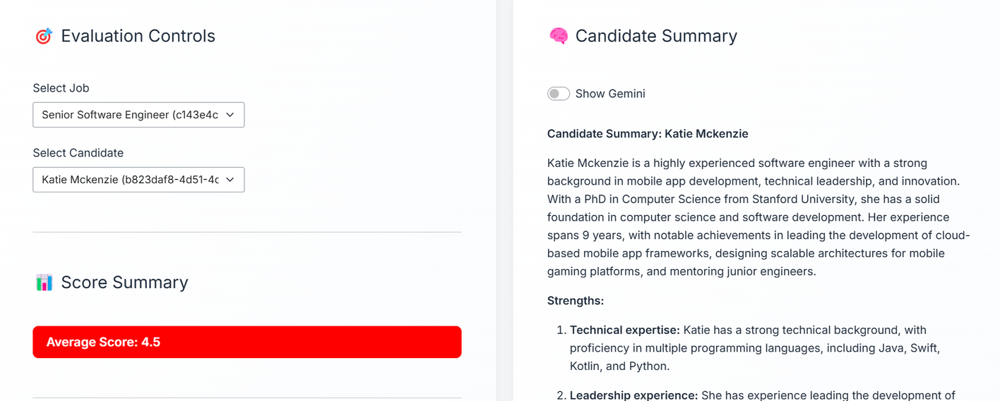 Evaluation Controls
Select Job
Senior Software Engineer (c143e4c
Select Candidate
Katie Mckenzie (b823daf8-4d51-4c
Score Summary
Average Score: 4.5
Candidate Summary
Show Gemini
Candidate Summary: Katie Mckenzie
Katie Mckenzie is a highly experienced software engineer with a strong
background in mobile app development, technical leadership, and innovation.
With a PhD in Computer Science from Stanford University, she has a solid
foundation in computer science and software development. Her experience
spans 9 years, with notable achievements in leading the development of cloud-
based mobile app frameworks, designing scalable architectures for mobile
gaming platforms, and mentoring junior engineers.
Strengths:
1. Technical expertise: Katie has a strong technical background, with
proficiency in multiple programming languages, including Java, Swift,
Kotlin, and Python.
2. Leadership experience: She has experience leading the development of